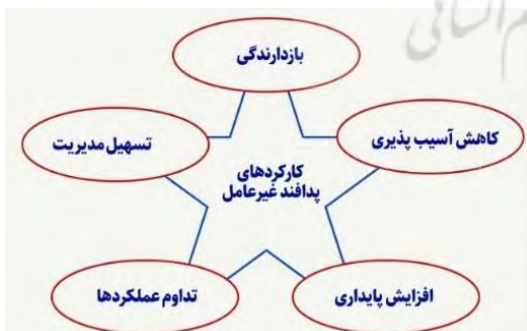 بازدارندگی
کاهش آسیب پذیری
تسهیل مدیریت
کارکردهای
پدافند غیرعامل
افزایش پایداری
تداوم عملکردها